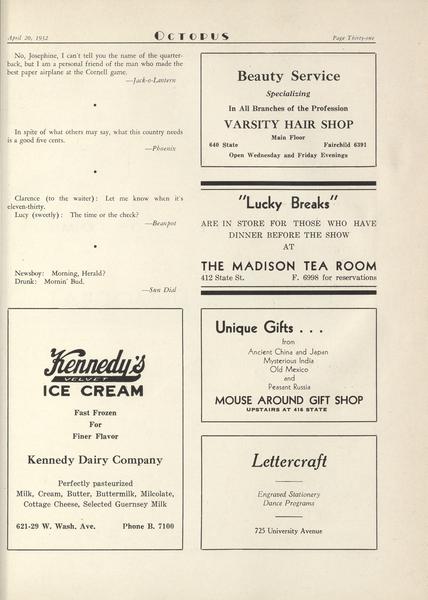 April 20, 1932
OCTOPUS
Page Thirty-one
No, Josephine, I can't tell you the name of the quarter-
back, but I am a personal friend of the man who made the
best paper airplane at the Cornell game.
—Jack-o-Lantern
•
In spite of what others may say, what this country needs
is a good five cents.
—Phoenix
•
Clarence (to the waiter): Let me know when it's
eleven-thirty.
Lucy (sweetly): The time or the check?
—Beanpot
•
Newsboy: Morning, Herald?
Drunk: Mornin' Bud.
—Sun Dial
Kennedy's
VELVET
ICE CREAM
Fast Frozen
For
Finer Flavor
Kennedy Dairy Company
Perfectly pasteurized
Milk, Cream, Butter, Buttermilk, Milcolate,
Cottage Cheese, Selected Guernsey Milk
621-29 W. Wash. Ave. Phone B. 7100
Beauty Service
Specializing
In All Branches of the Profession
VARSITY HAIR SHOP
Main Floor
640 State Fairchild 6391
Open Wednesday and Friday Evenings
"Lucky Breaks"
ARE IN STORE FOR THOSE WHO HAVE
DINNER BEFORE THE SHOW
AT
THE MADISON TEA ROOM
412 State St. F. 6998 for reservations
Unique Gifts . . .
from
Ancient China and Japan
Mysterious India
Old Mexico
and
Peasant Russia
MOUSE AROUND GIFT SHOP
UPSTAIRS AT 416 STATE
Lettercraft
Engraved Stationery
Dance Programs
725 University Avenue